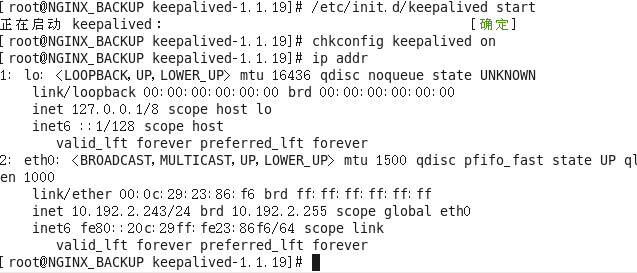 [root@NGINX_BACKUP keepalived-1.1.19]# /etc/init.d/keepalived start
正在启动 keepalived： [确定]
[root@NGINX_BACKUP keepalived-1.1.19]# chkconfig keepalived on
[root@NGINX_BACKUP keepalived-1.1.19]# ip addr
1: lo: <LOOPBACK,UP,LOWER_UP> mtu 16436 qdisc noqueue state UNKNOWN
link/loopback 00:00:00:00:00:00 brd 00:00:00:00:00:00
inet 127.0.0.1/8 scope host lo
inet6 ::1/128 scope host
valid_lft forever preferred_lft forever
2: eth0: <BROADCAST,MULTICAST,UP,LOWER_UP> mtu 1500 qdisc pfifo_fast state UP ql
en 1000
link/ether 00:0c:29:23:86:f6 brd ff:ff:ff:ff:ff:ff
inet 10.192.2.243/24 brd 10.192.2.255 scope global eth0
inet6 fe80::20c:29ff:fe23:86f6/64 scope link
valid_lft forever preferred_lft forever
[root@NGINX_BACKUP keepalived-1.1.19]#